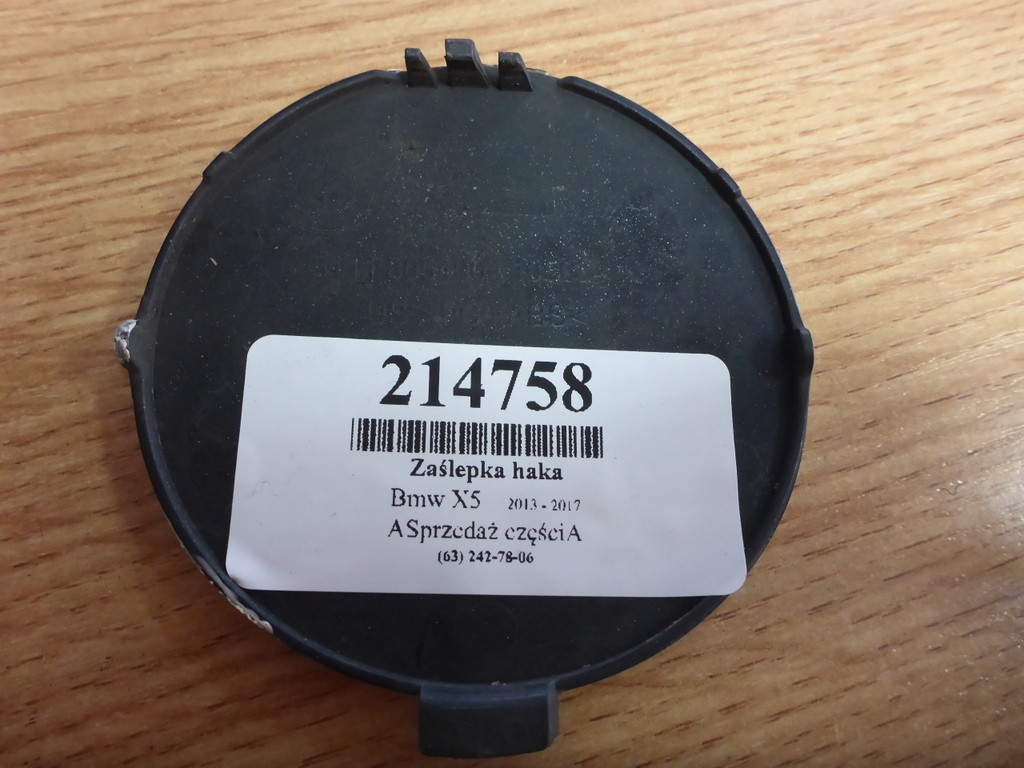 214758
Zaślepka haka
Bmw X5 2013 - 2017
ASprzedaż częściA
(63) 242-78-06